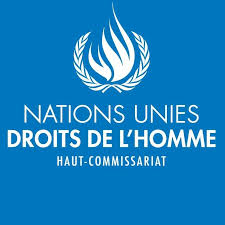 NATIONS UNIES
DROITS DE L'HOMME
HAUT-COMMISSARIAT